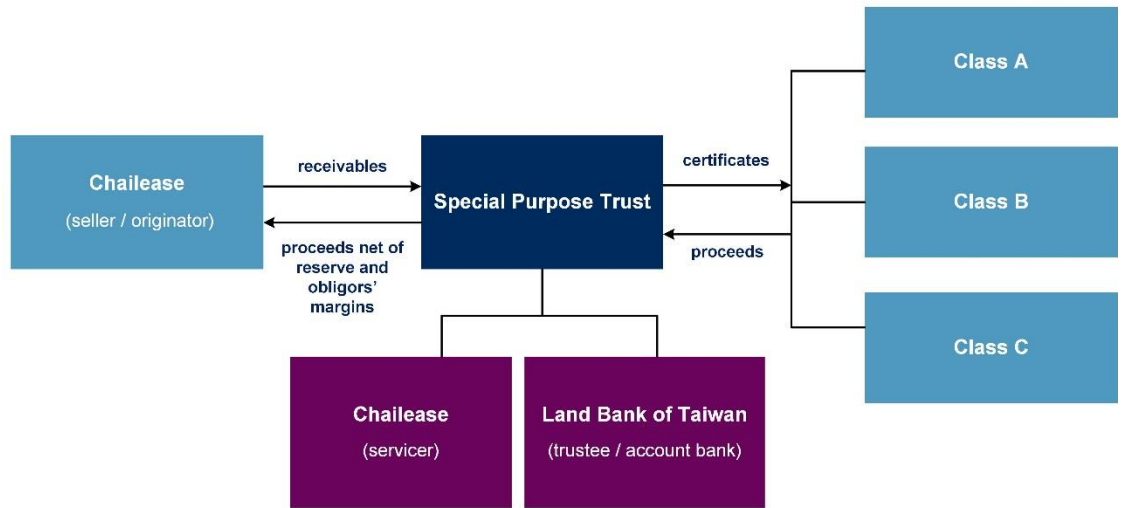 Class A
Chailease
(seller / originator)
receivables
proceeds net of
reserve and
obligors’
margins
Special Purpose Trust
certificates
proceeds
Class B
Class C
Chailease
(servicer)
Land Bank of Taiwan
(trustee / account bank)